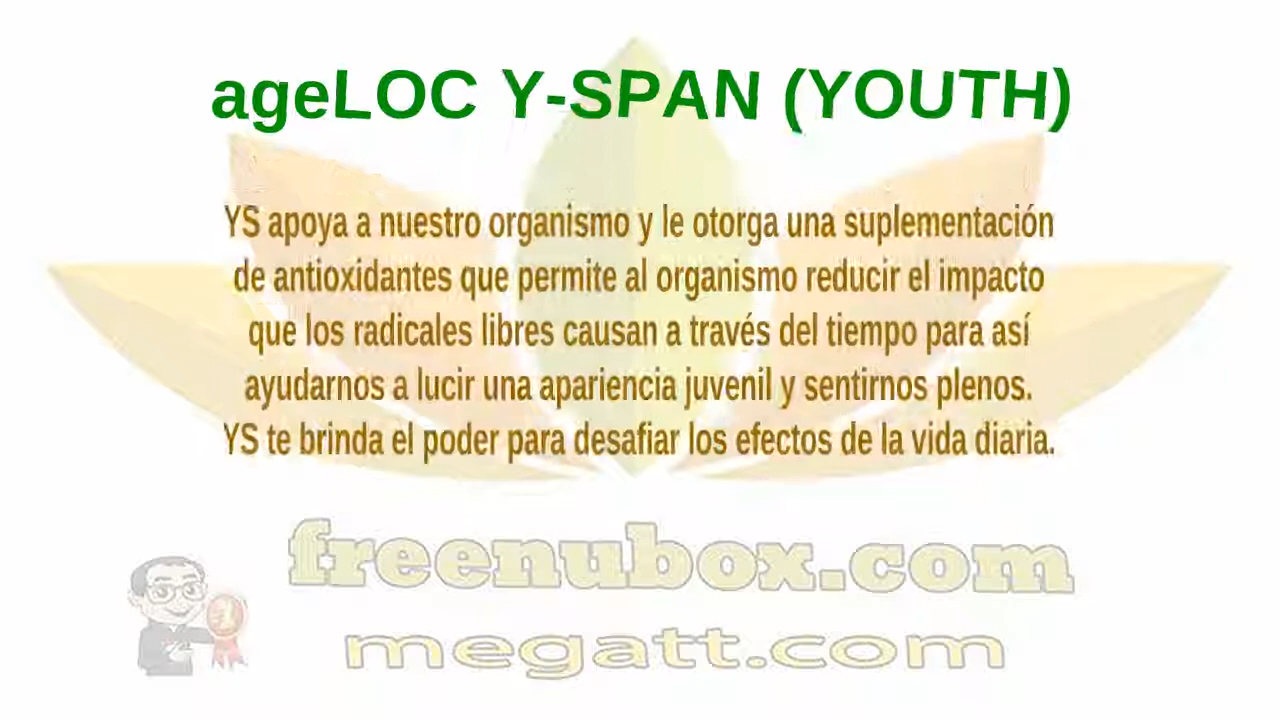 ageLOC Y-SPAN (YOUTH)
YS apoya a nuestro organismo y le otorga una suplementación
de antioxidantes que permite al organismo reducir el impacto
que los radicales libres causan a través del tiempo para así
ayudarnos a lucir una apariencia juvenil y sentirnos plenos.
YS te brinda el poder para desafiar los efectos de la vida diaria.
freenubox.com
megatt.com